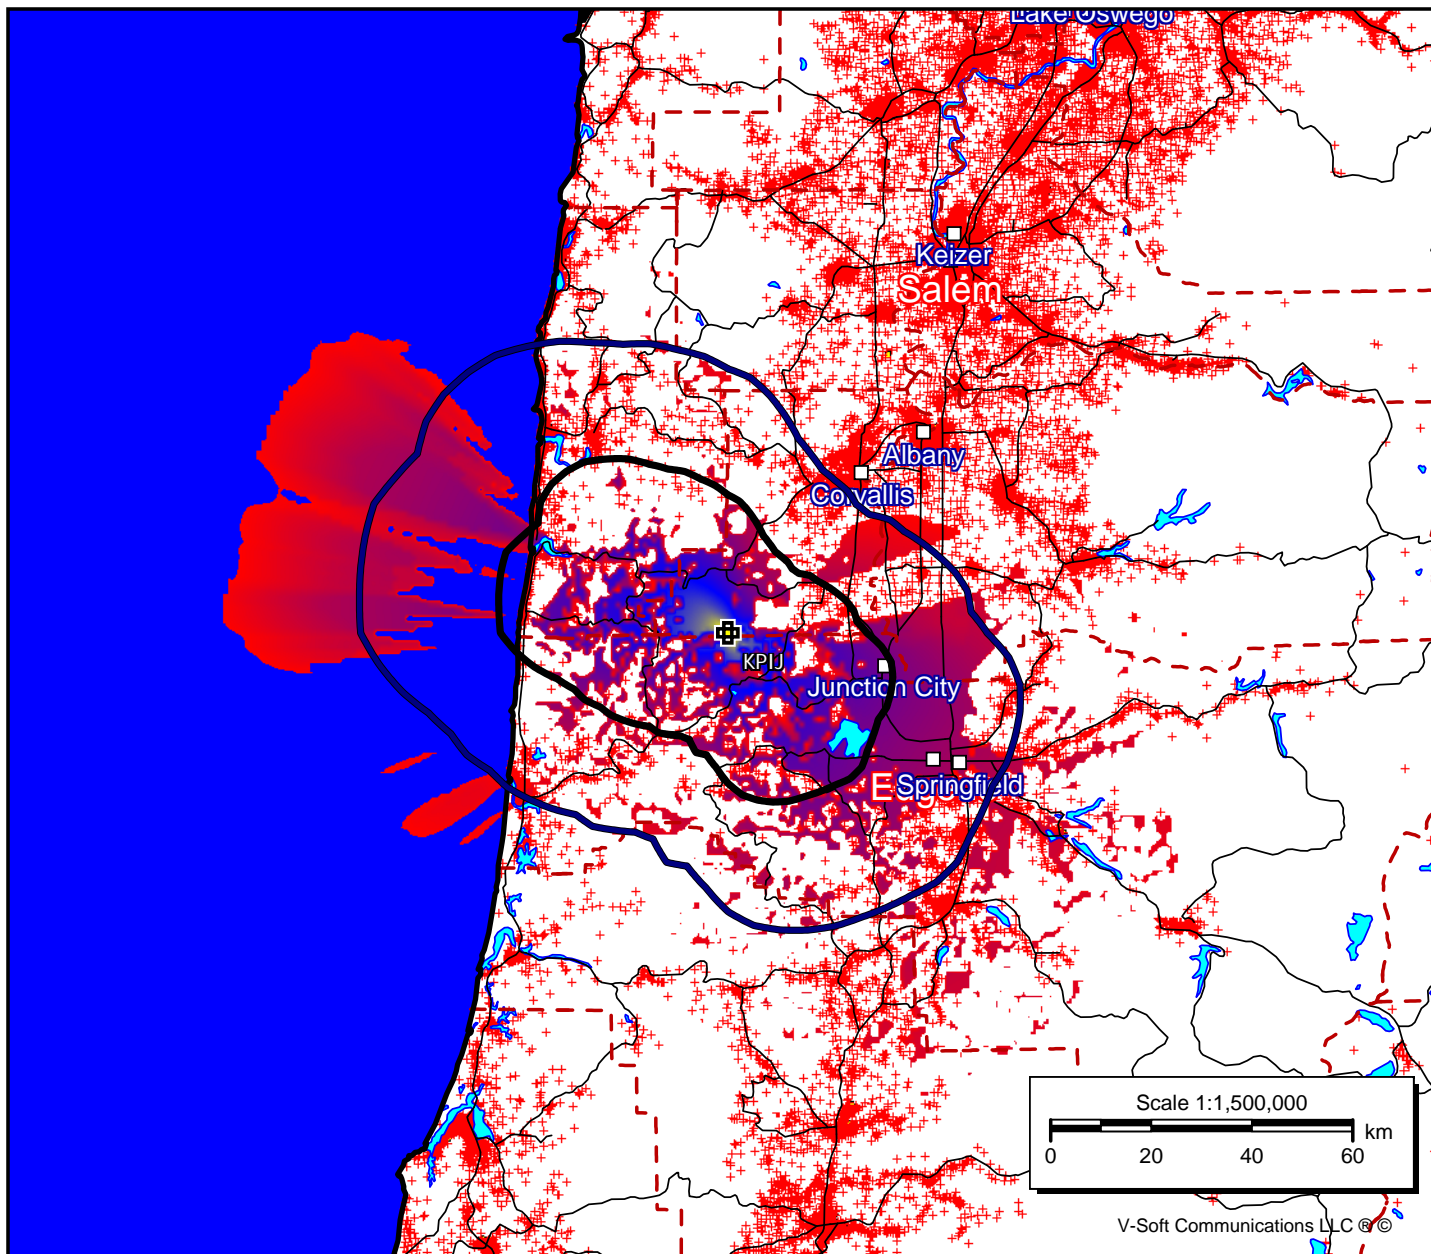 Lake Oswego
Keizer
Salem
Albany
Corvallis
KPIJ
Junction City
Springfield
Scale 1:1,500,000
km
0 20 40 60
V-Soft Communications LLC ® ©